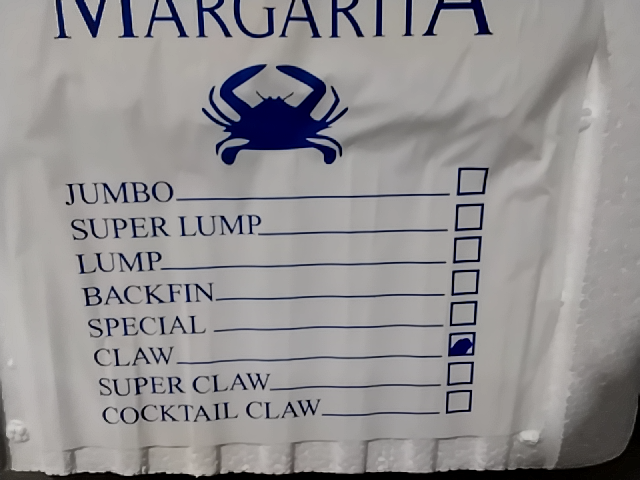 MARGARITA
JUMBO
SUPER LUMP
LUMP
BACKFIN
SPECIAL
CLAW
SUPER CLAW
COCKTAIL CLAW